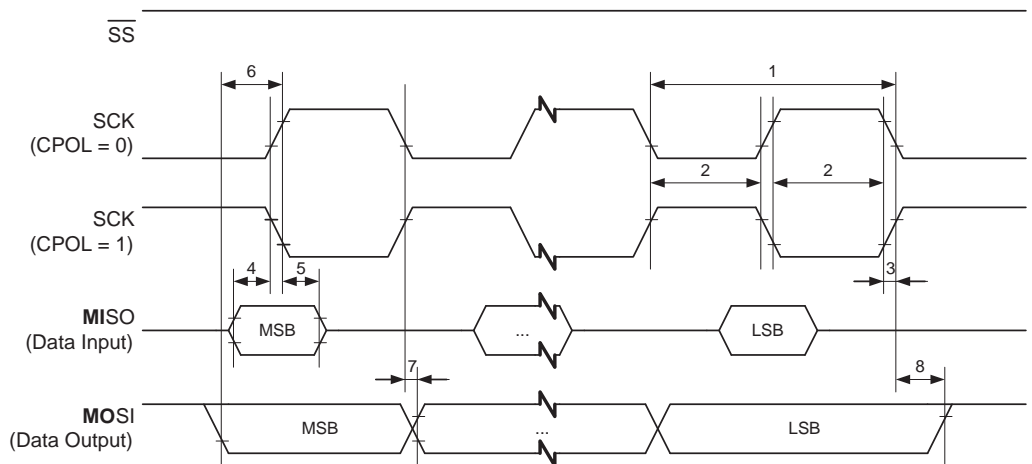 SS
6
1
SCK
(CPOL = 0)
2
2
SCK
(CPOL = 1)
4
5
3
MISO
(Data Input)
MSB
...
LSB
7
8
MOSI
(Data Output)
MSB
...
LSB